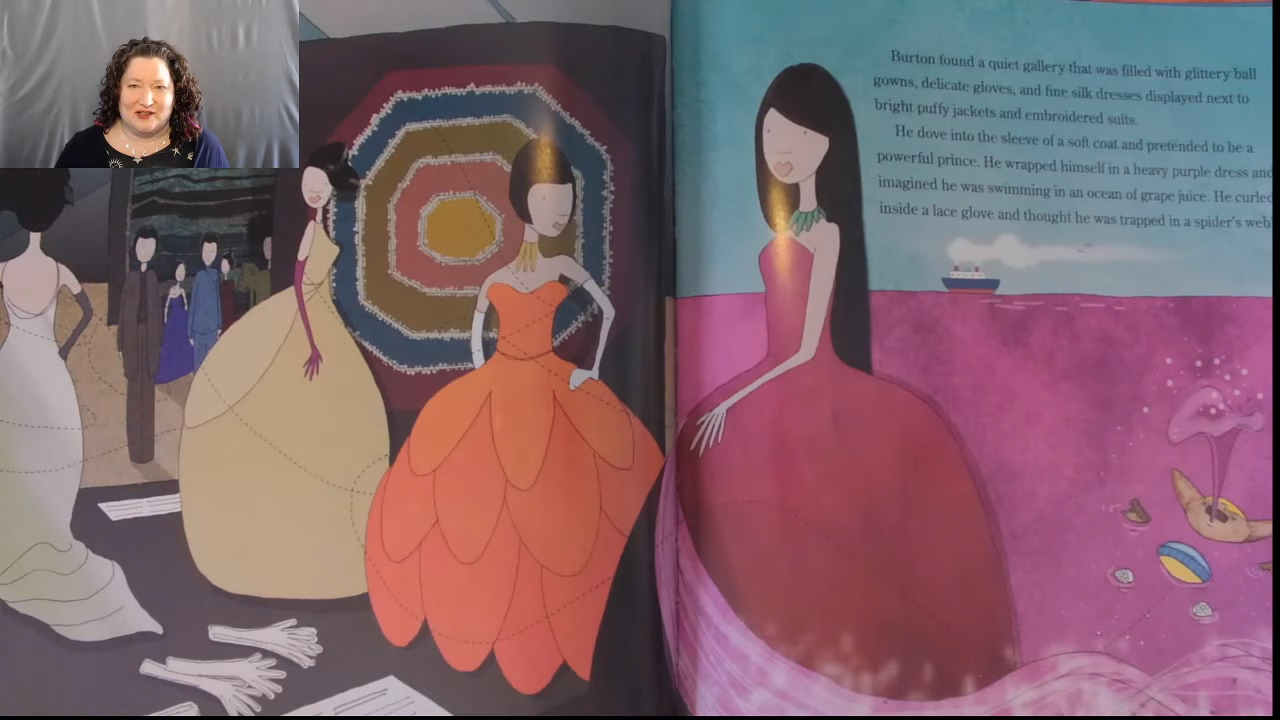 Burton found a quiet gallery that was filled with glittery ball
gowns, delicate gloves, and fine silk dresses displayed next to
bright puffy jackets and embroidered suits.
He dove into the sleeve of a soft coat and pretended to be a
powerful prince. He wrapped himself in a heavy purple dress and
imagined he was swimming in an ocean of grape juice. He curled
inside a lace glove and thought he was trapped in a spider's web